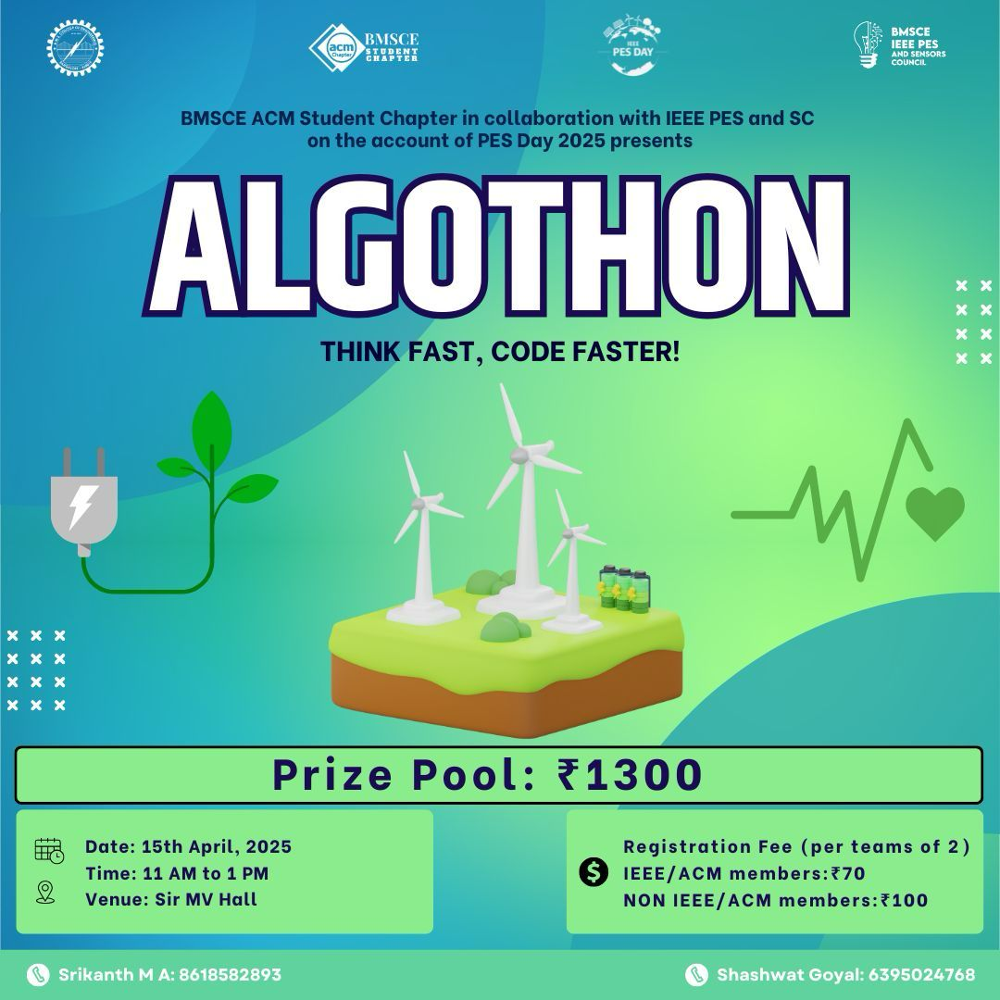 acm
Chapter
BMSCE
STUDENT
CHAPTER
IEEE
PES DAY
BMSCE
IEEE PES
AND SENSORS
COUNCIL
BMSCE ACM Student Chapter in collaboration with IEEE PES and SC
on the account of PES Day 2025 presents
ALGOTHON
THINK FAST, CODE FASTER!
Prize Pool: ₹1300
Date: 15th April, 2025
Time: 11 AM to 1 PM
Venue: Sir MV Hall
Registration Fee (per teams of 2)
IEEE/ACM members:₹70
NON IEEE/ACM members:₹100
Srikanth M A: 8618582893
Shashwat Goyal: 6395024768